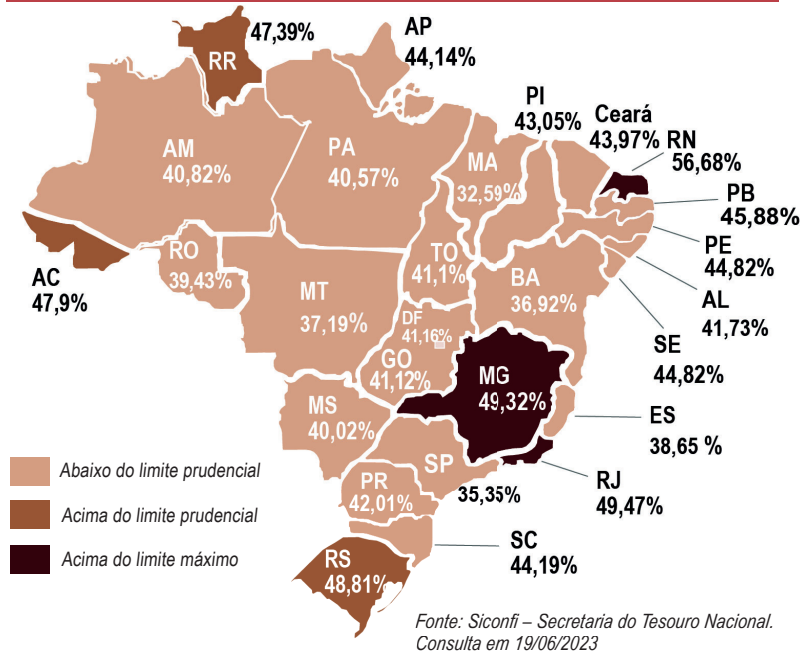 RR
47,39%
AP
44,14%
PI
43,05%
Ceará
43,97%
RN
56,68%
AM
40,82%
PA
40,57%
MA
32,59%
PB
45,88%
PE
44,82%
AC
47,9%
RO
39,43%
MT
37,19%
TO
41,1%
BA
36,92%
AL
41,73%
DF
41,16%
GO
41,12%
SE
44,82%
MG
49,32%
MS
40,02%
ES
38,65 %
SP
35,35%
RJ
49,47%
PR
42,01%
SC
44,19%
RS
48,81%
Abaixo do limite prudencial
Acima do limite prudencial
Acima do limite máximo
Fonte: Siconfi – Secretaria do Tesouro Nacional.
Consulta em 19/06/2023